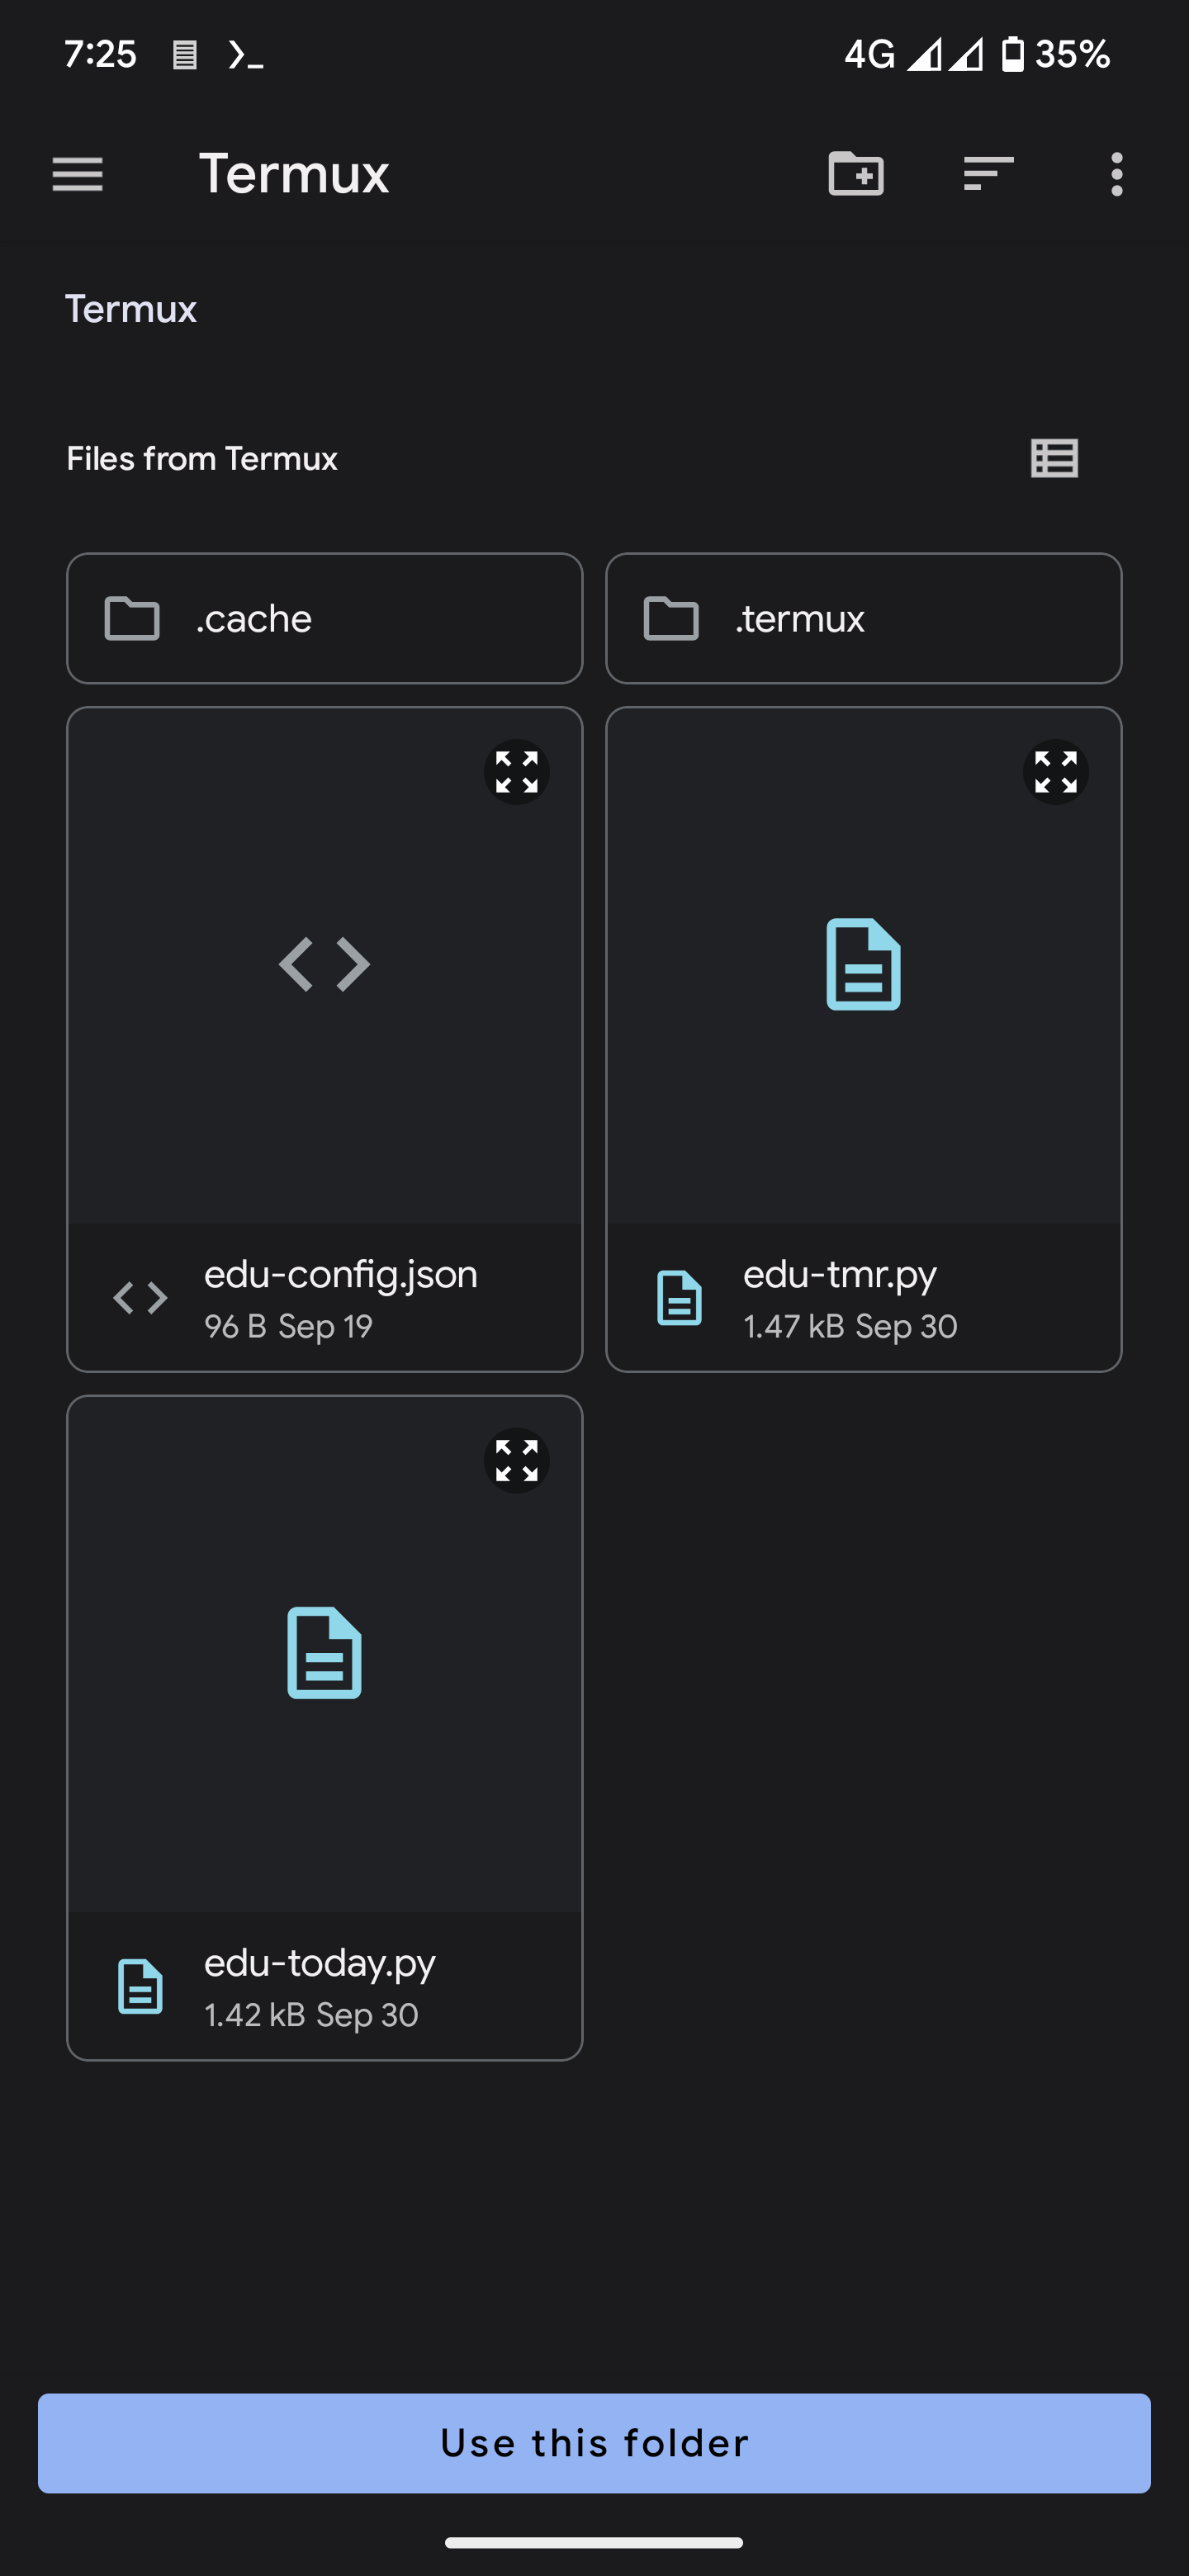 7:25 4G 35%
Termux
Termux
Files from Termux
.cache
.termux
edu-config.json
96 B Sep 19
edu-tmr.py
1.47 kB Sep 30
edu-today.py
1.42 kB Sep 30
Use this folder